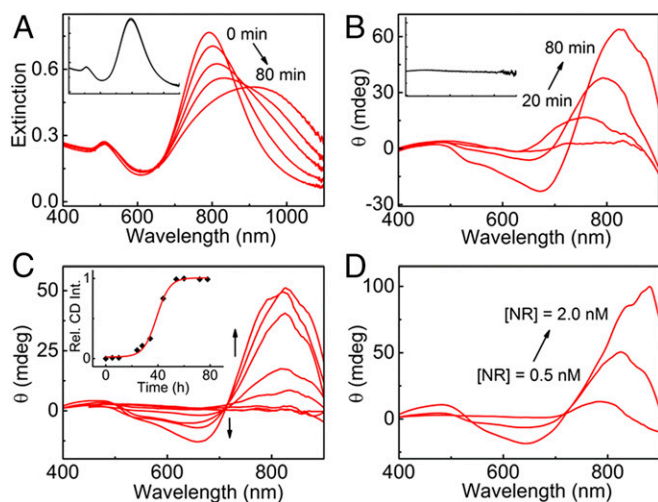 A
0 min
80 min
Extinction
0.6
0.3
0.0
400 600 800 1000
Wavelength (nm)
B
80 min
20 min
θ (mdeg)
60
30
0
-30
400 600 800
Wavelength (nm)
C
Rel. CD Int.
1
0
0 40 80
Time (h)
θ (mdeg)
50
25
0
400 600 800
Wavelength (nm)
D
[NR] = 2.0 nM
[NR] = 0.5 nM
θ (mdeg)
100
50
0
400 600 800
Wavelength (nm)